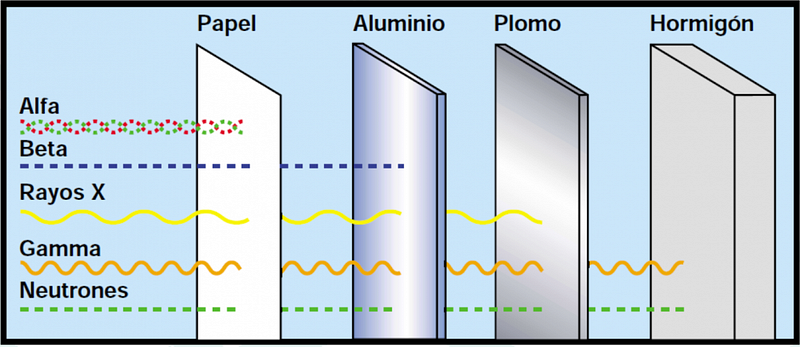 Papel
Aluminio
Plomo
Hormigón
Alfa
Beta
Rayos X
Gamma
Neutrones